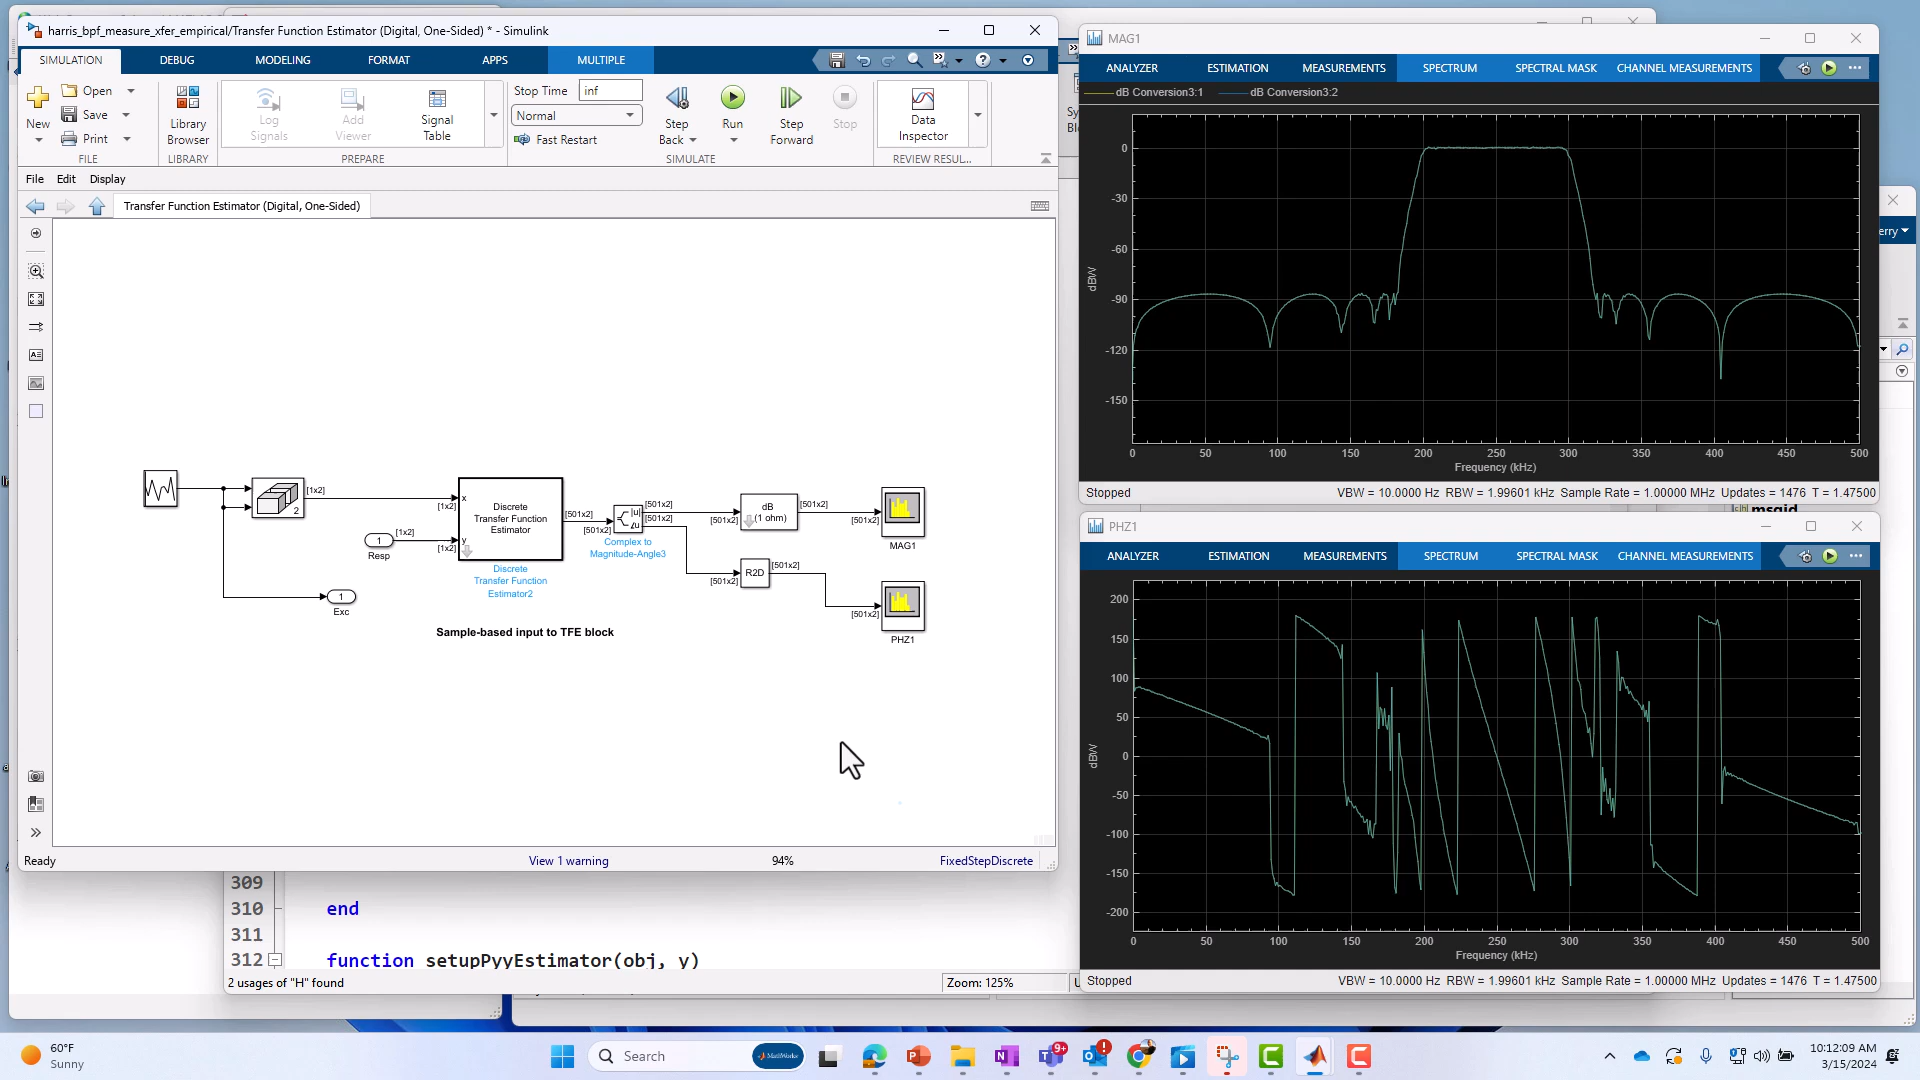 harris_bpf_measure_xfer_empirical/Transfer Function Estimator (Digital, One-Sided) * - Simulink
SIMULATION DEBUG MODELING FORMAT APPS MULTIPLE
New Open Save Print
FILE
Library Browser
LIBRARY
Log Signals Add Viewer Signal Table
PREPARE
Stop Time inf
Normal
Fast Restart
Step Back Run Step Forward Stop
SIMULATE
Data Inspector
REVIEW RESUL...
File Edit Display
Transfer Function Estimator (Digital, One-Sided)
2
[1x2]
1
Resp
[1x2]
[1x2]
[1x2]
x
y
Discrete
Transfer Function
Estimator
Discrete
Transfer Function
Estimator2
[501x2]
[501x2]
|u|
∠u
Complex to
Magnitude-Angle3
[501x2]
[501x2]
[501x2]
dB
(1 ohm)
[501x2]
[501x2]
MAG1
[501x2]
R2D
[501x2]
[501x2]
PHZ1
1
Exc
Sample-based input to TFE block
Ready View 1 warning 94% FixedStepDiscrete
MAG1
ANALYZER ESTIMATION MEASUREMENTS SPECTRUM SPECTRAL MASK CHANNEL MEASUREMENTS
dB Conversion3:1 dB Conversion3:2
0
-30
-60
-90
-120
-150
dBW
0 50 100 150 200 250 300 350 400 450 500
Frequency (kHz)
Stopped VBW = 10.0000 Hz RBW = 1.99601 kHz Sample Rate = 1.00000 MHz Updates = 1476 T = 1.47500
PHZ1
ANALYZER ESTIMATION MEASUREMENTS SPECTRUM SPECTRAL MASK CHANNEL MEASUREMENTS
200
150
100
50
0
-50
-100
-150
-200
dBW
0 50 100 150 200 250 300 350 400 450 500
Frequency (kHz)
Stopped VBW = 10.0000 Hz RBW = 1.99601 kHz Sample Rate = 1.00000 MHz Updates = 1476 T = 1.47500
309
310 end
311
312 function setupPyyEstimator(obj, y)
2 usages of "H" found Zoom: 125%
60°F
Sunny
Search
MathWorks
9+
10:12:09 AM
3/15/2024